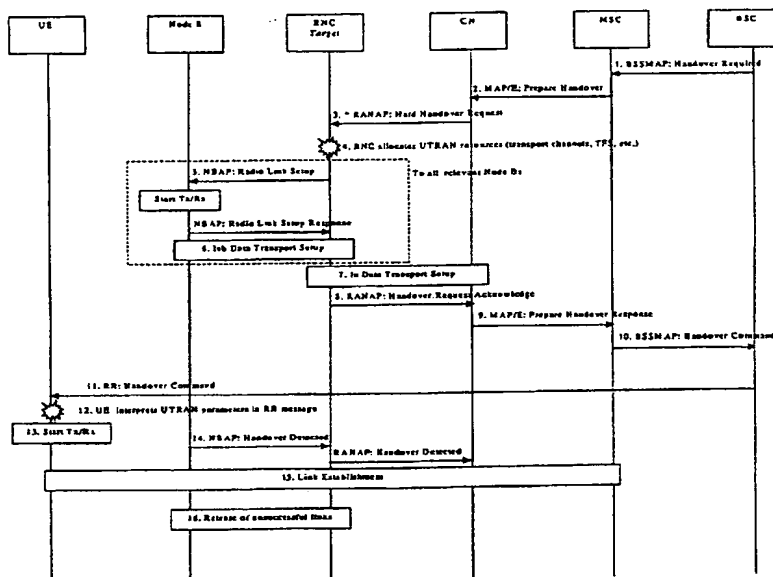 UE
Node B
RNC
Target
CN
MSC
BSC
1. BSSMAP: Handover Required
2. MAP/E: Prepare Handover
3. * RANAP: Hard Handover Request
4. RNC allocates UTRAN resources (transport channels, TFS, etc.)
5. NBAP: Radio Link Setup
To all relevant Node Bs
Start Tx/Rx
NBAP: Radio Link Setup Response
6. Iub Data Transport Setup
7. Iu Data Transport Setup
8. RANAP: Handover Request Acknowledge
9. MAP/E: Prepare Handover Response
10. BSSMAP: Handover Command
11. RR: Handover Command
12. UE interprets UTRAN parameters in RR message
13. Start Tx/Rx
14. NBAP: Handover Detected
RANAP: Handover Detected
15. Link Establishment
16. Release of unsuccessful links